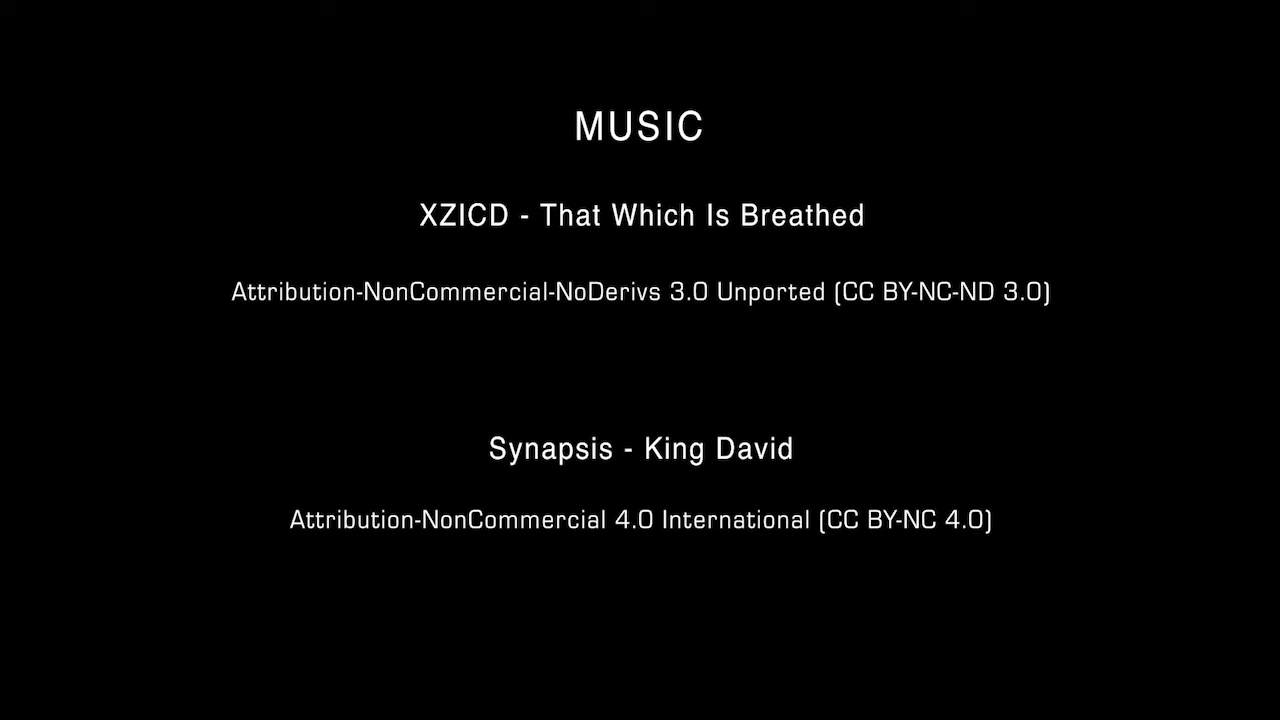 MUSIC
XZICD - That Which Is Breathed
Attribution-NonCommercial-NoDerivs 3.0 Unported (CC BY-NC-ND 3.0)
Synapsis - King David
Attribution-NonCommercial 4.0 International (CC BY-NC 4.0)